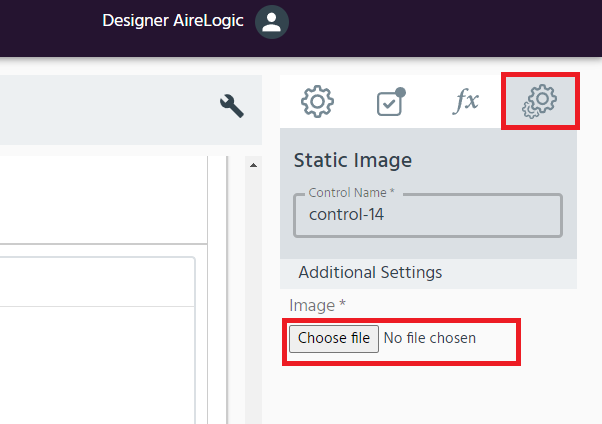 Designer AireLogic
fx
Static Image
Control Name *
control-14
Additional Settings
Image *
Choose file No file chosen